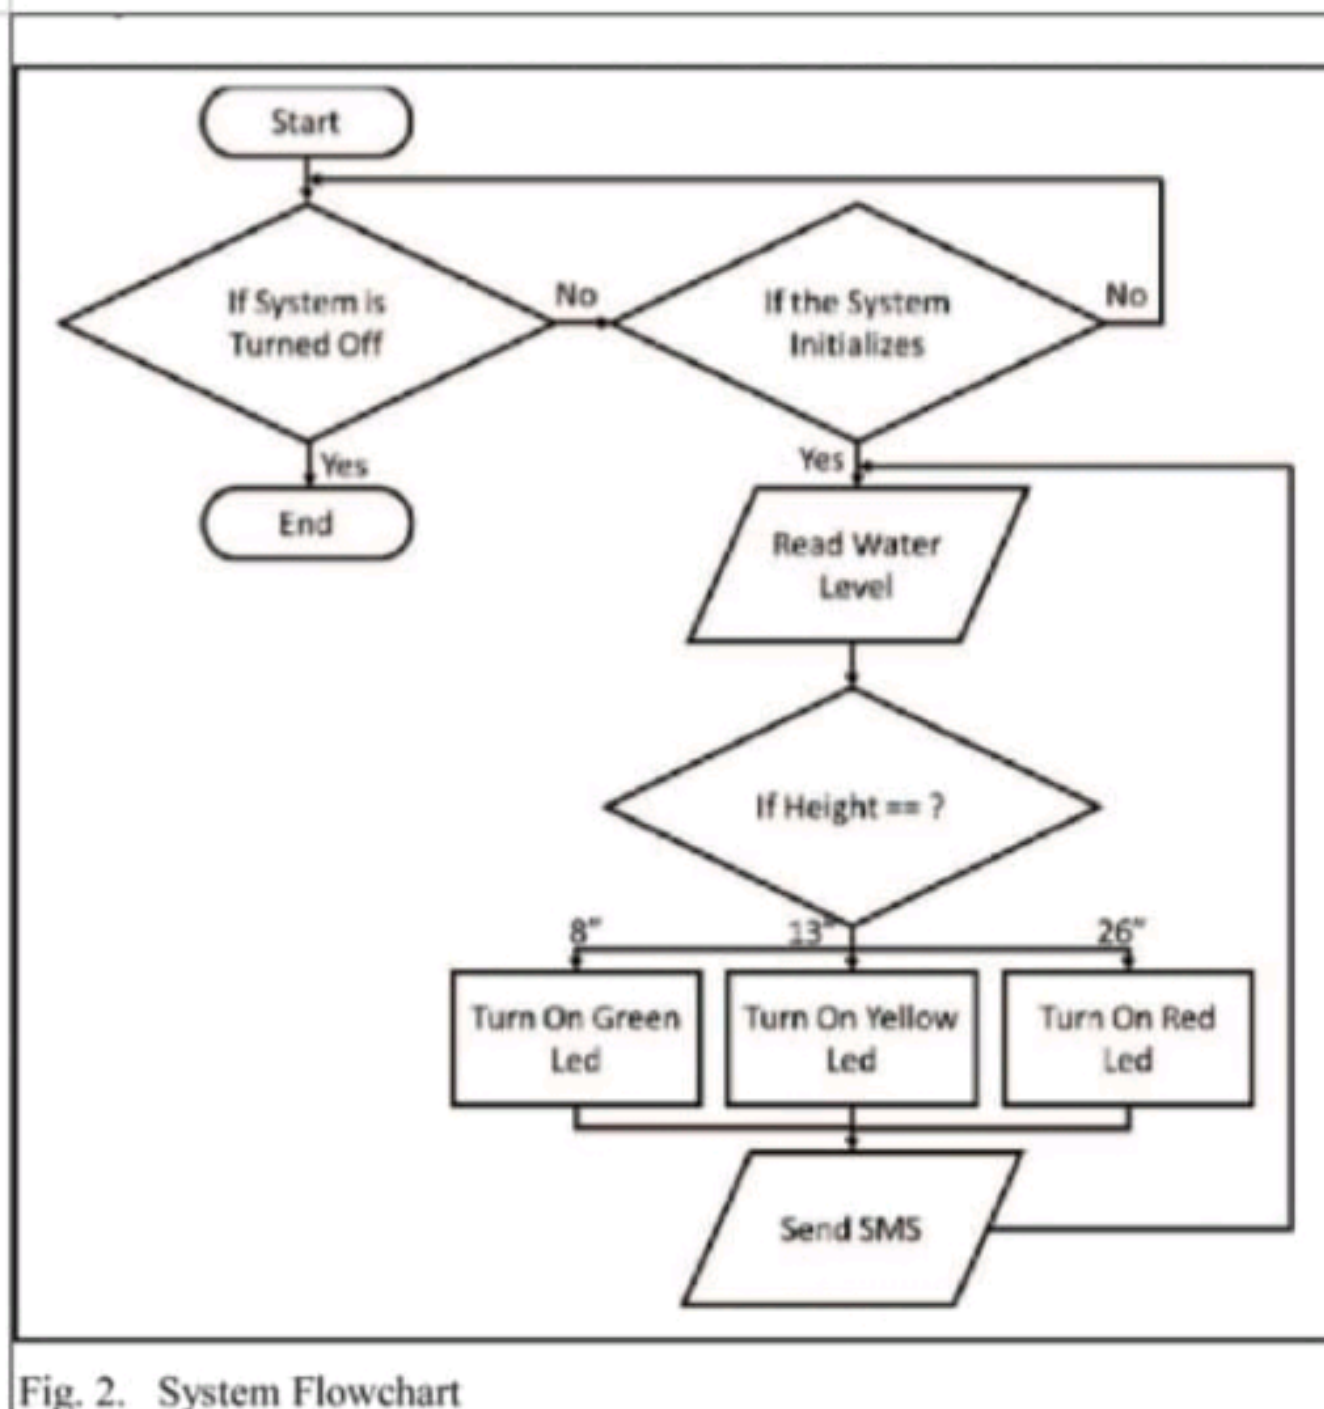 Start
If System is
Turned Off
No
If the System
Initializes
No
Yes
End
Yes
Read Water
Level
If Height == ?
8"
13"
26"
Turn On Green
Led
Turn On Yellow
Led
Turn On Red
Led
Send SMS
Fig. 2. System Flowchart